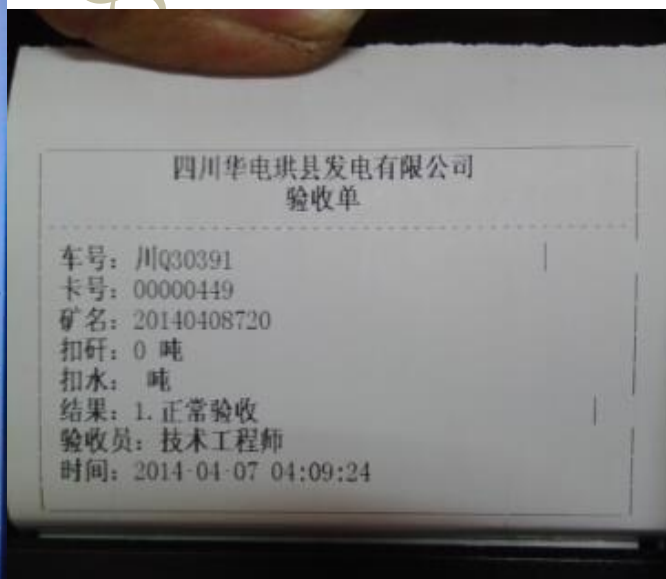 四川华电珙县发电有限公司
验收单
车号：川Q30391
卡号：00000449
矿名：20140408720
扣矸：0 吨
扣水： 吨
结果：1.正常验收
验收员：技术工程师
时间：2014-04-07 04:09:24